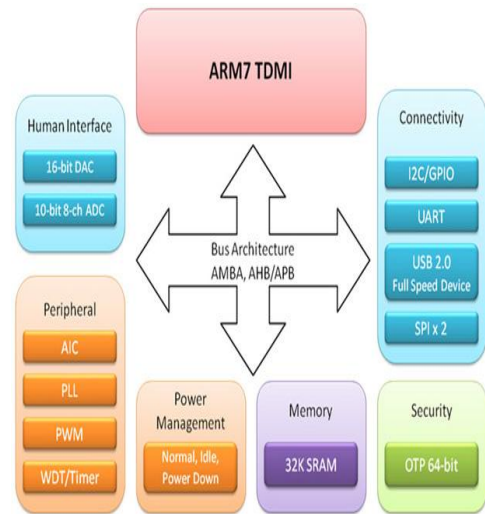 ARM7 TDMI
Human Interface
16-bit DAC
10-bit 8-ch ADC
Connectivity
I2C/GPIO
UART
USB 2.0
Full Speed Device
SPI x 2
Bus Architecture
AMBA, AHB/APB
Peripheral
AIC
PLL
PWM
WDT/Timer
Power
Management
Normal, Idle,
Power Down
Memory
32K SRAM
Security
OTP 64-bit